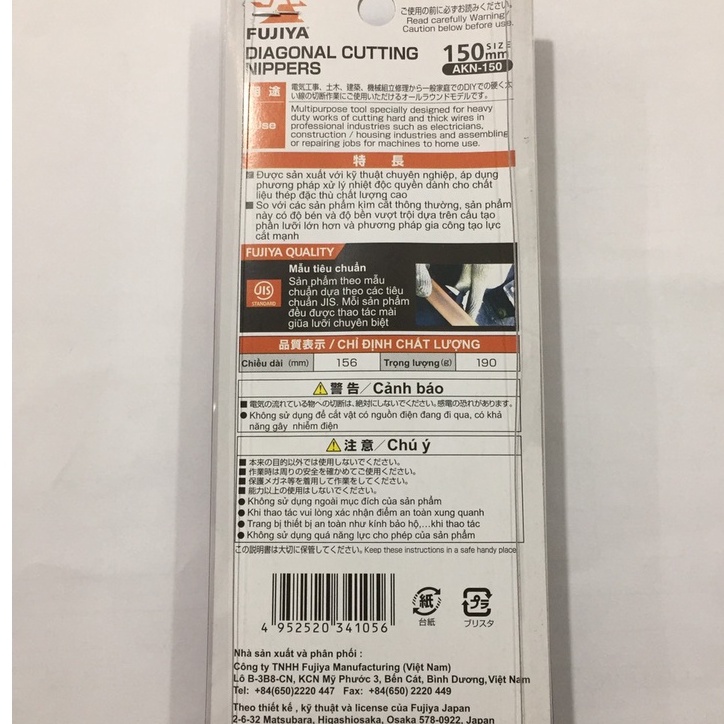 ご使用の前に必ずお読みください。
Read carefully Warning/
Caution below before use.
FUJIYA
DIAGONAL CUTTING
NIPPERS
150mm SIZE
AKN-150
用途
Use
電気工事、土木、建築、機械組立修理から一般家庭でのDIYでの硬く太
い線の切断作業にご使用いただけるオールラウンドモデルです。
Multipurpose tool specially designed for heavy
duty works of cutting hard and thick wires in
professional industries such as electricians,
construction / housing industries and assembling
or repairing jobs for machines to home use.
特長
■ Được sản xuất với kỹ thuật chuyên nghiệp, áp dụng
phương pháp xử lý nhiệt độc quyền dành cho chất
liệu thép đặc thủ chất lượng cao
■ So với các sản phẩm kìm cắt thông thường, sản phẩm
này có độ bén và độ bền vượt trội dựa trên cấu tạo
phần lưỡi lớn hơn và phương pháp gia công tạo lực
cắt mạnh
FUJIYA QUALITY
JIS
STANDARD
Mẫu tiêu chuẩn
Sản phẩm theo mẫu
chuẩn dựa theo các tiêu
chuẩn JIS. Mỗi sản phẩm
đều được thao tác mài
giũa lưỡi chuyên biệt
品質表示 / CHỈ ĐỊNH CHẤT LƯỢNG
Chiều dài (mm) 156 Trọng lượng(g) 190
⚠警告/Cảnh báo
■ 電気の流れている物への切断は、絶対にしないでください。感電の恐れがあります。
● Không sử dụng để cắt vật có nguồn điện đang đi qua, có khả
năng gây nhiễm điện
⚠注意/Chú ý
■ 本来の目的以外では使用しないでください。
■ 作業時は周りの安全を確かめてご使用ください。
■ 保護メガネ等を着用して作業をしてください。
■ 能力以上の使用はしないでください。
● Không sử dụng ngoài mục đích của sản phẩm
● Khi thao tác vui lòng xác nhận điểm an toàn xung quanh
● Trang bị thiết bị an toàn như kính bảo hộ,...khi thao tác
● Không sử dụng quá năng lực cho phép của sản phẩm
この説明書は大切に保管してください。Keep these instructions in a safe handy place
4 952520 341056
紙
台紙
プラ
ブリスタ
Nhà sản xuất và phân phối :
Công ty TNHH Fujiya Manufacturing (Việt Nam)
Lô B-3B8-CN, KCN Mỹ Phước 3, Bến Cát, Bình Dương,Việt Nam
Tel: +84(650)2220 447 Fax: +84(650) 2220 449
Theo thiết kế , kỹ thuật và license của Fujiya Japan
2-6-32 Matsubara, Higashiosaka, Osaka 578-0922, Japan